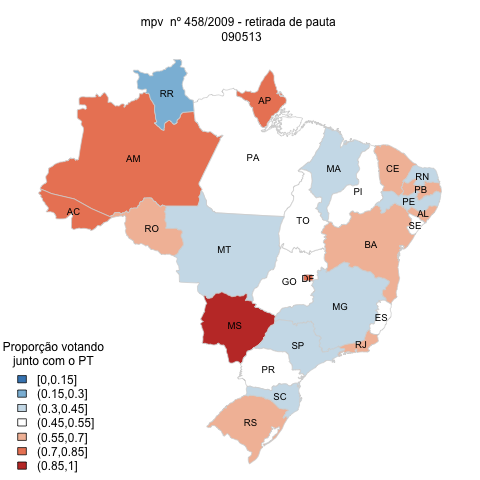 mpv nº 458/2009 - retirada de pauta
090513
RR
AP
AM
PA
MA
CE
RN
PB
PI
PE
AL
SE
AC
RO
TO
BA
MT
GO
DF
MG
ES
MS
SP
RJ
PR
SC
RS
Proporção votando
junto com o PT
[0,0.15]
(0.15,0.3]
(0.3,0.45]
(0.45,0.55]
(0.55,0.7]
(0.7,0.85]
(0.85,1]